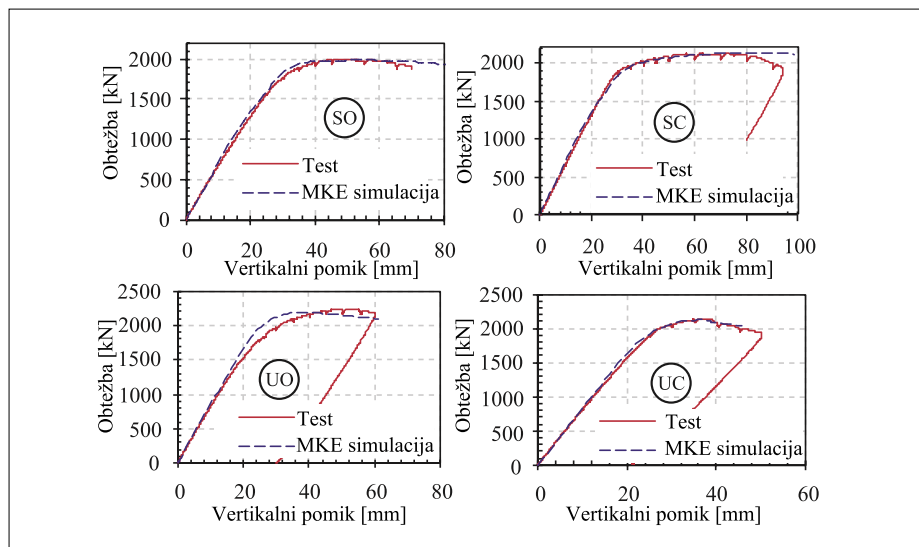 Obtežba [kN]
2000
1500
1000
500
0
SO
Test
MKE simulacija
0 20 40 60 80
Vertikalni pomik [mm]
Obtežba [kN]
2000
1500
1000
500
0
SC
Test
MKE simulacija
0 20 40 60 80 100
Vertikalni pomik [mm]
Obtežba [kN]
2500
2000
1500
1000
500
0
UO
Test
MKE simulacija
0 20 40 60 80
Vertikalni pomik [mm]
Obtežba [kN]
2500
2000
1500
1000
500
0
UC
Test
MKE simulacija
0 20 40 60
Vertikalni pomik [mm]